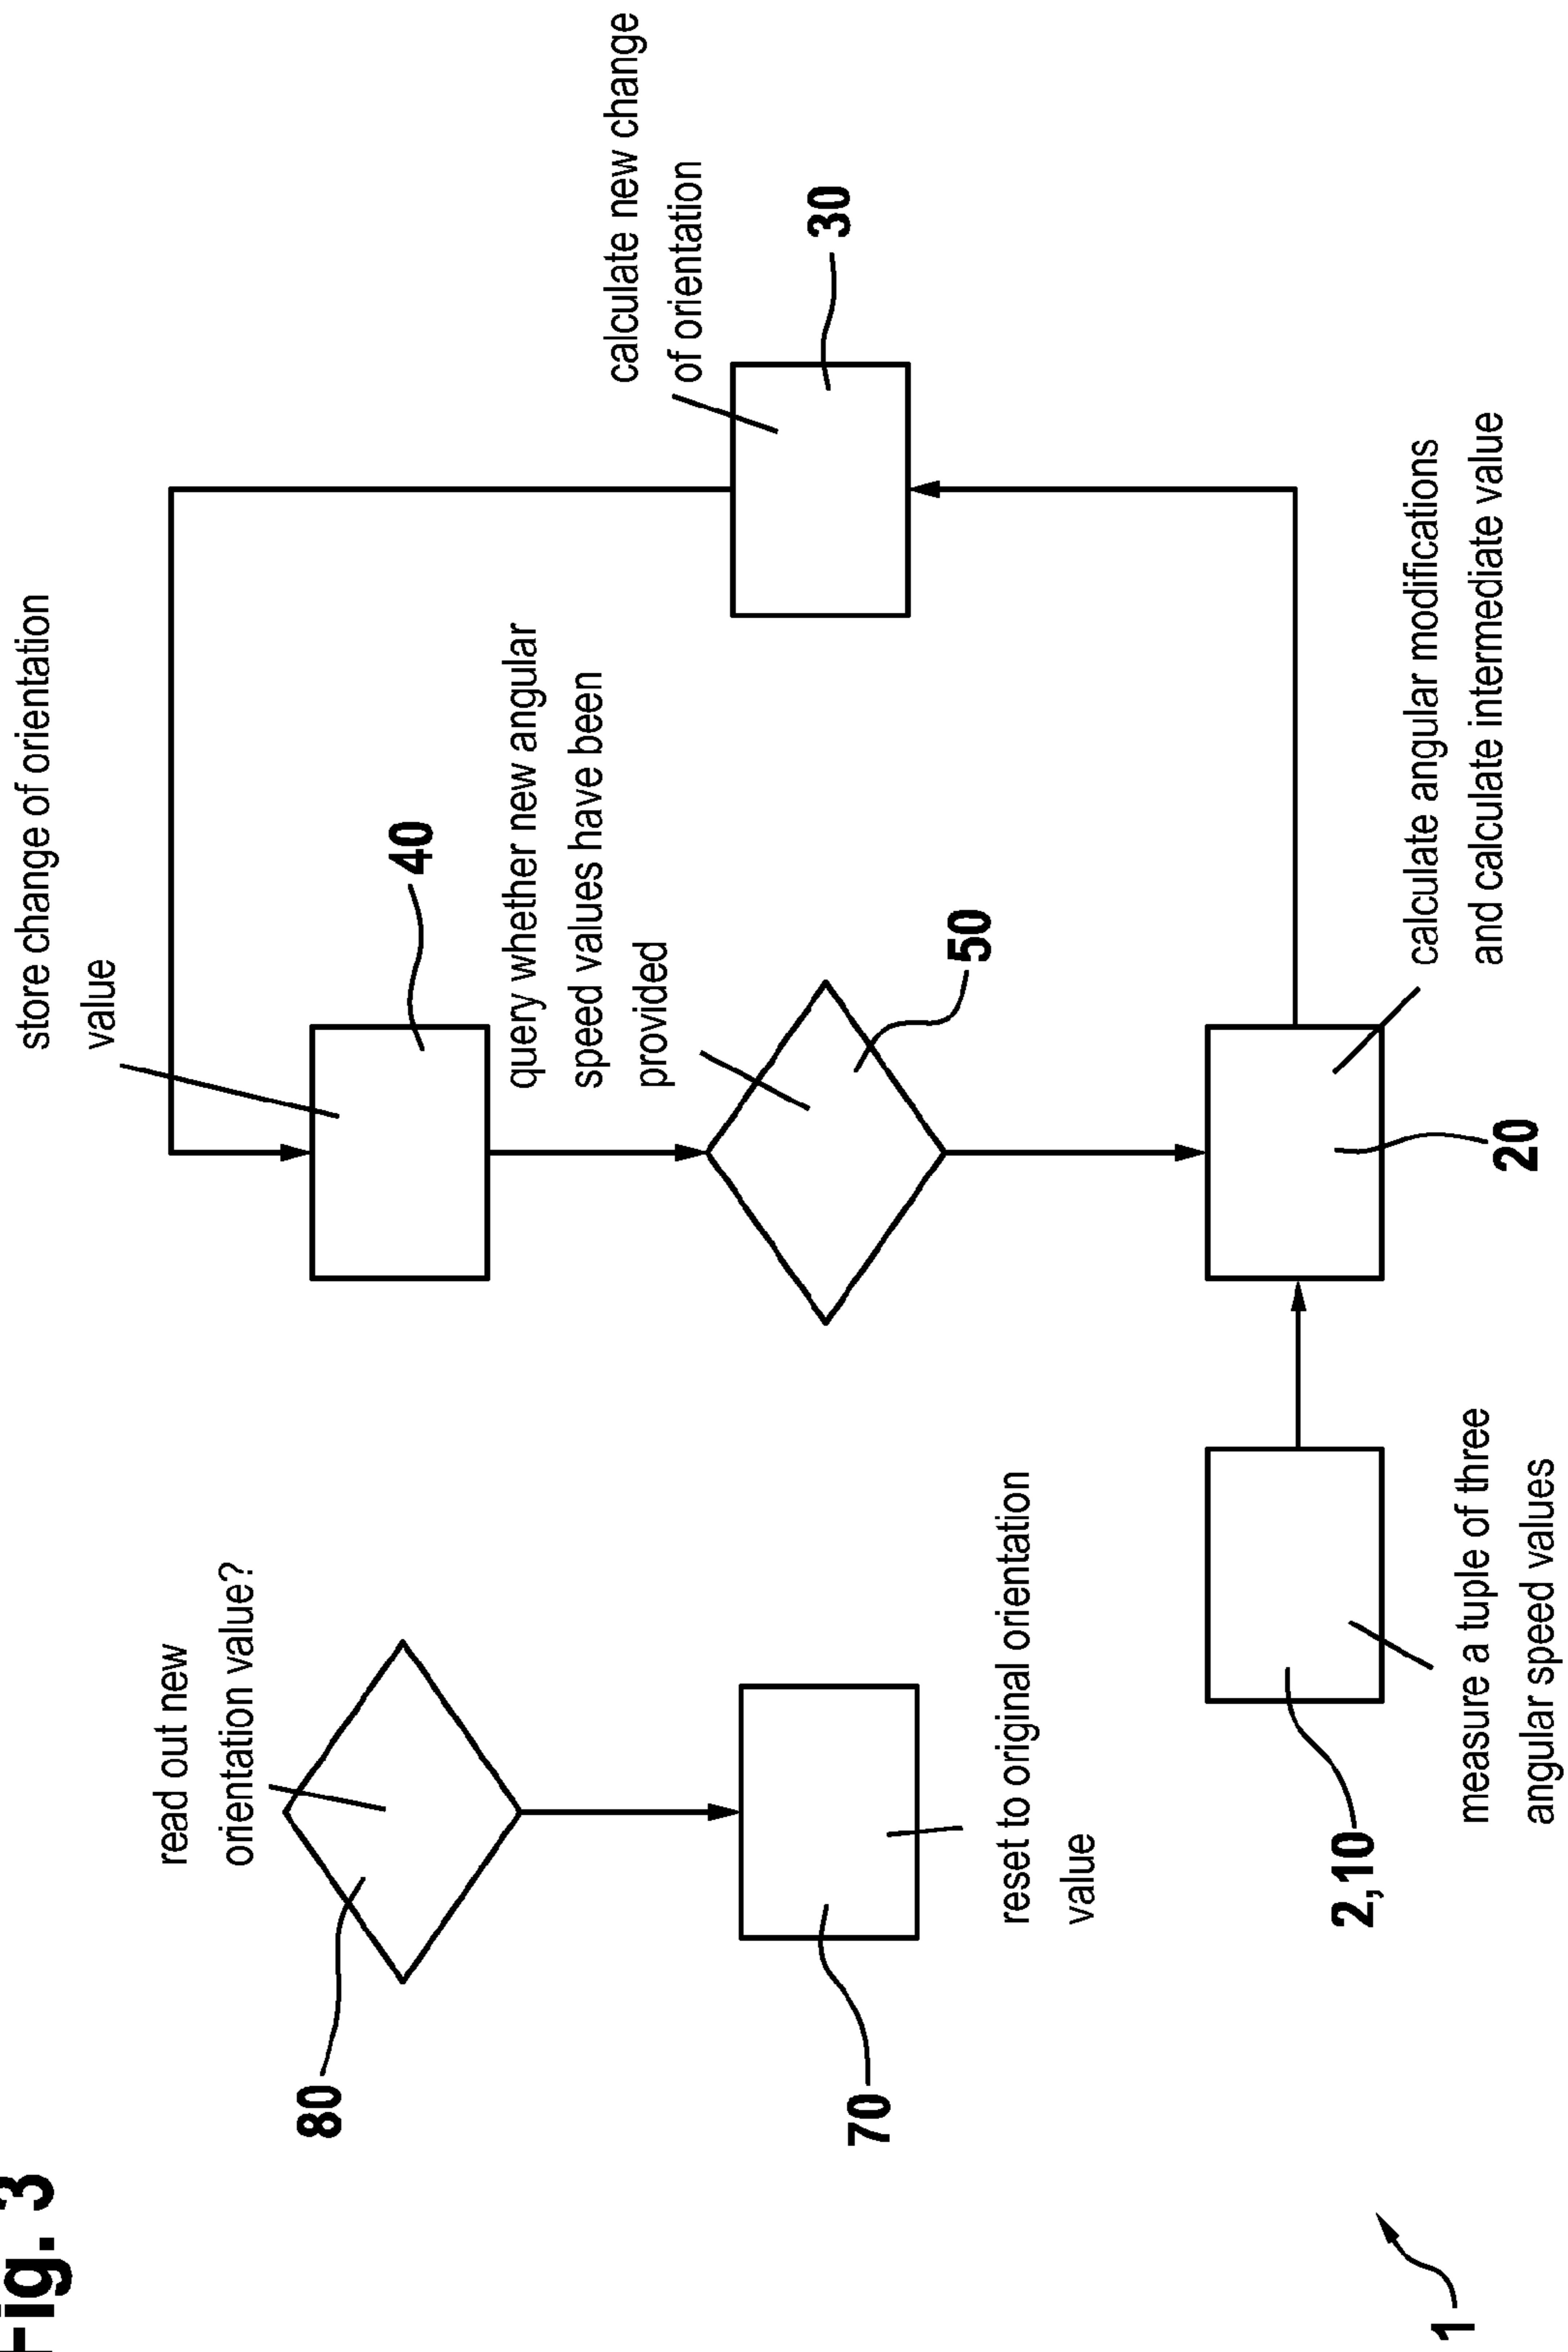 Fig. 3
read out new
orientation value?
80
store change of orientation
value
40
query whether new angular
speed values have been
provided
50
calculate new change
of orientation
30
70
reset to original orientation
value
2,10
measure a tuple of three
angular speed values
20
calculate angular modifications
and calculate intermediate value
1